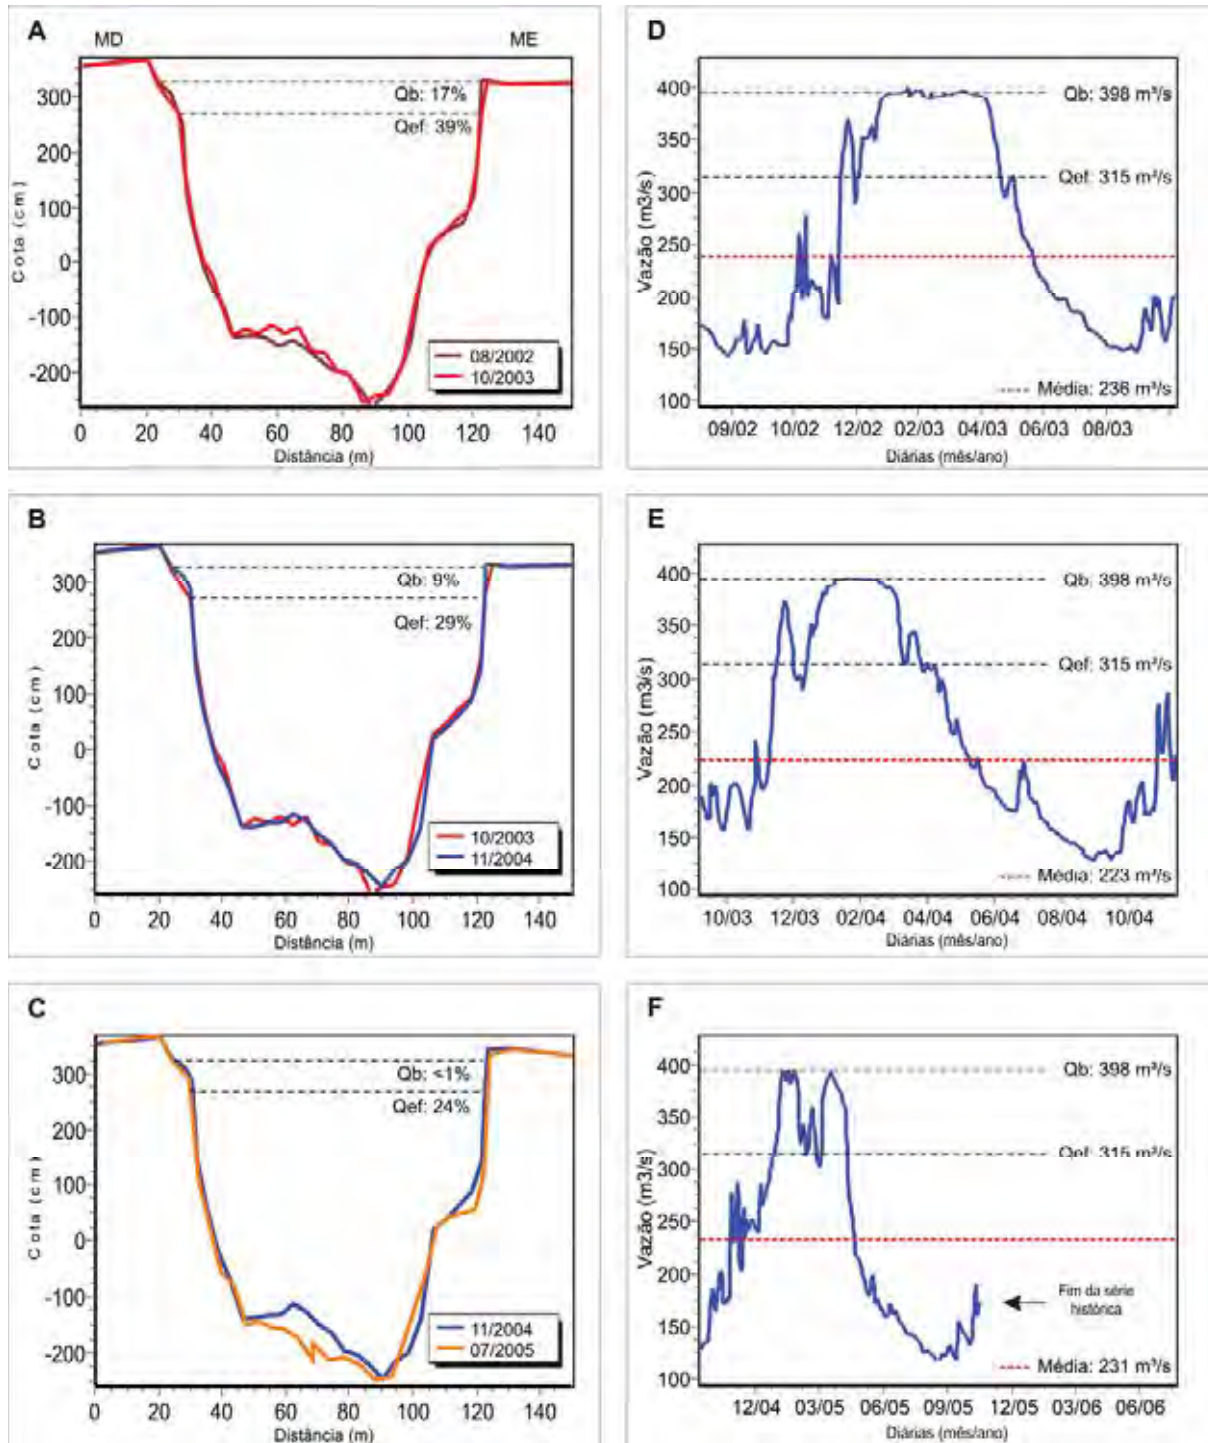 A
MD
ME
Qb: 17%
Qef: 39%
300
200
100
0
-100
-200
Cota (cm)
08/2002
10/2003
0 20 40 60 80 100 120 140
Distância (m)
D
400
350
300
250
200
150
100
Vazão (m3/s)
Qb: 398 m³/s
Qef: 315 m³/s
Média: 236 m³/s
09/02 10/02 12/02 02/03 04/03 06/03 08/03
Diárias (mês/ano)
B
Qb: 9%
Qef: 29%
300
200
100
0
-100
-200
Cota (cm)
10/2003
11/2004
0 20 40 60 80 100 120 140
Distância (m)
E
400
350
300
250
200
150
100
Vazão (m3/s)
Qb: 398 m³/s
Qef: 315 m³/s
Média: 223 m³/s
10/03 12/03 02/04 04/04 06/04 08/04 10/04
Diárias (mês/ano)
C
Qb: <1%
Qef: 24%
300
200
100
0
-100
-200
Cota (cm)
11/2004
07/2005
0 20 40 60 80 100 120 140
Distância (m)
F
400
350
300
250
200
150
100
Vazão (m3/s)
Qb: 398 m³/s
Qef: 315 m³/s
Fim da série
histórica
Média: 231 m³/s
12/04 03/05 06/05 09/05 12/05 03/06 06/06
Diárias (mês/ano)